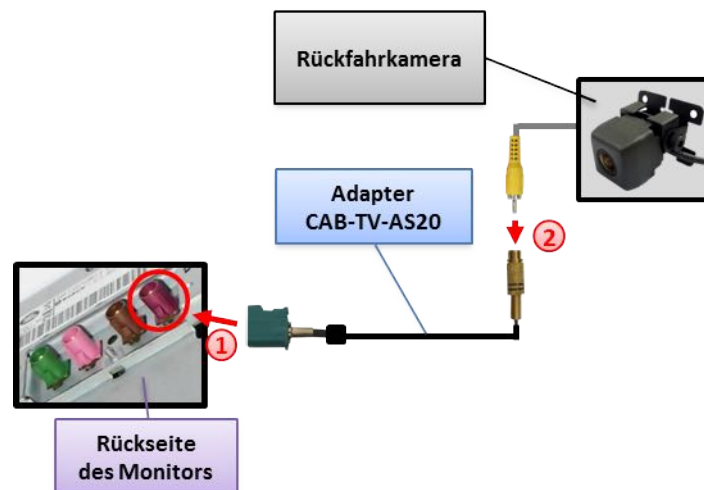 Rückfahrkamera
Adapter
CAB-TV-AS20
2
1
Rückseite
des Monitors